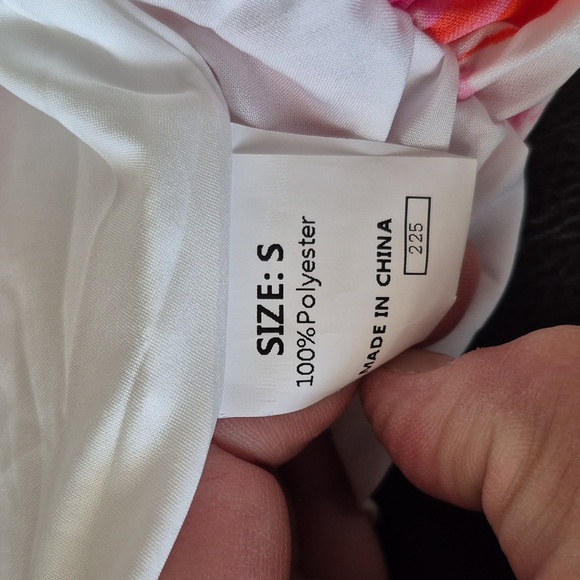 SIZE: S
100%Polyester
MADE IN CHINA
225